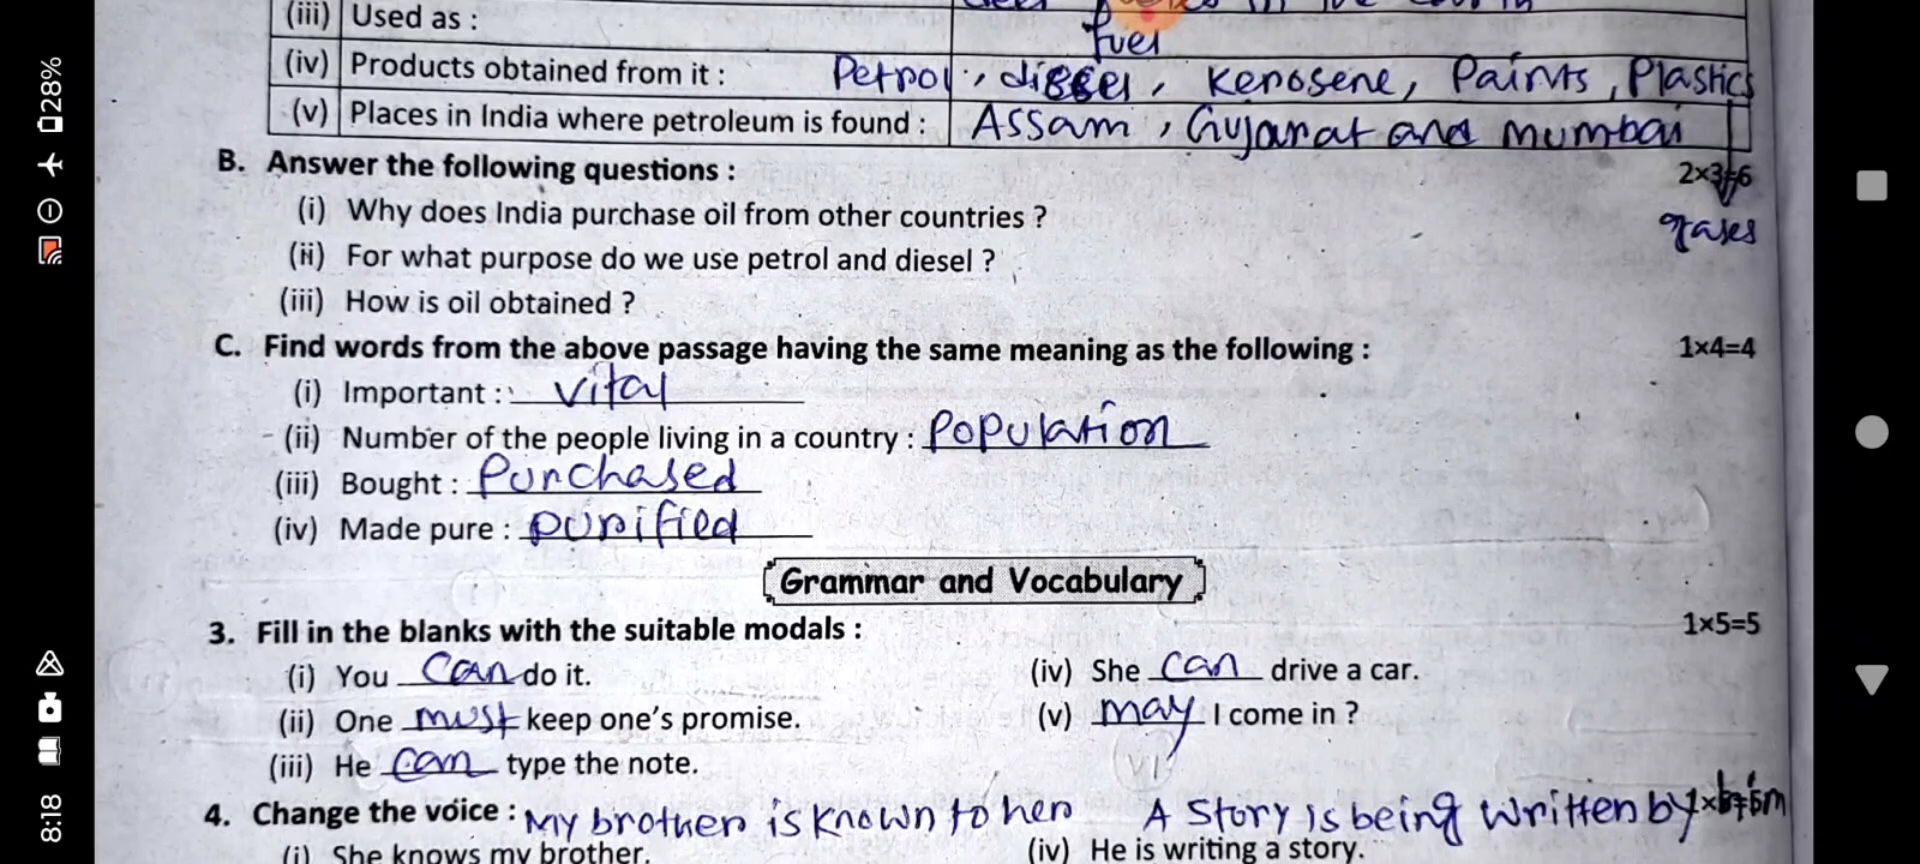 (iii) Used as : fuel
(iv) Products obtained from it : Petrol, diesel, Kerosene, Paints, Plastics
(v) Places in India where petroleum is found : Assam, Gujarat and mumbai
B. Answer the following questions : 2×3=6
gases
(i) Why does India purchase oil from other countries ?
(ii) For what purpose do we use petrol and diesel ?
(iii) How is oil obtained ?
C. Find words from the above passage having the same meaning as the following : 1×4=4
(i) Important : vital
(ii) Number of the people living in a country : Population
(iii) Bought : Purchased
(iv) Made pure : purified
Grammar and Vocabulary
3. Fill in the blanks with the suitable modals : 1×5=5
(i) You can do it. (iv) She can drive a car.
(ii) One must keep one's promise. (v) may I come in ?
(iii) He can type the note.
4. Change the voice : My brother is known to her A Story is being written by him
(i) She knows my brother. (iv) He is writing a story.
28%
8:18